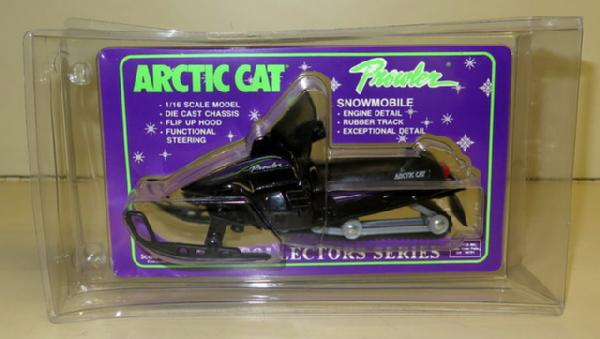 ARCTIC CAT
Prowler
• 1/16 SCALE MODEL
• DIE CAST CHASSIS
• FLIP UP HOOD
• FUNCTIONAL
STEERING
SNOWMOBILE
• ENGINE DETAIL
• RUBBER TRACK
• EXCEPTIONAL DETAIL
Prowler
ARCTIC CAT
LECTORS SERIES